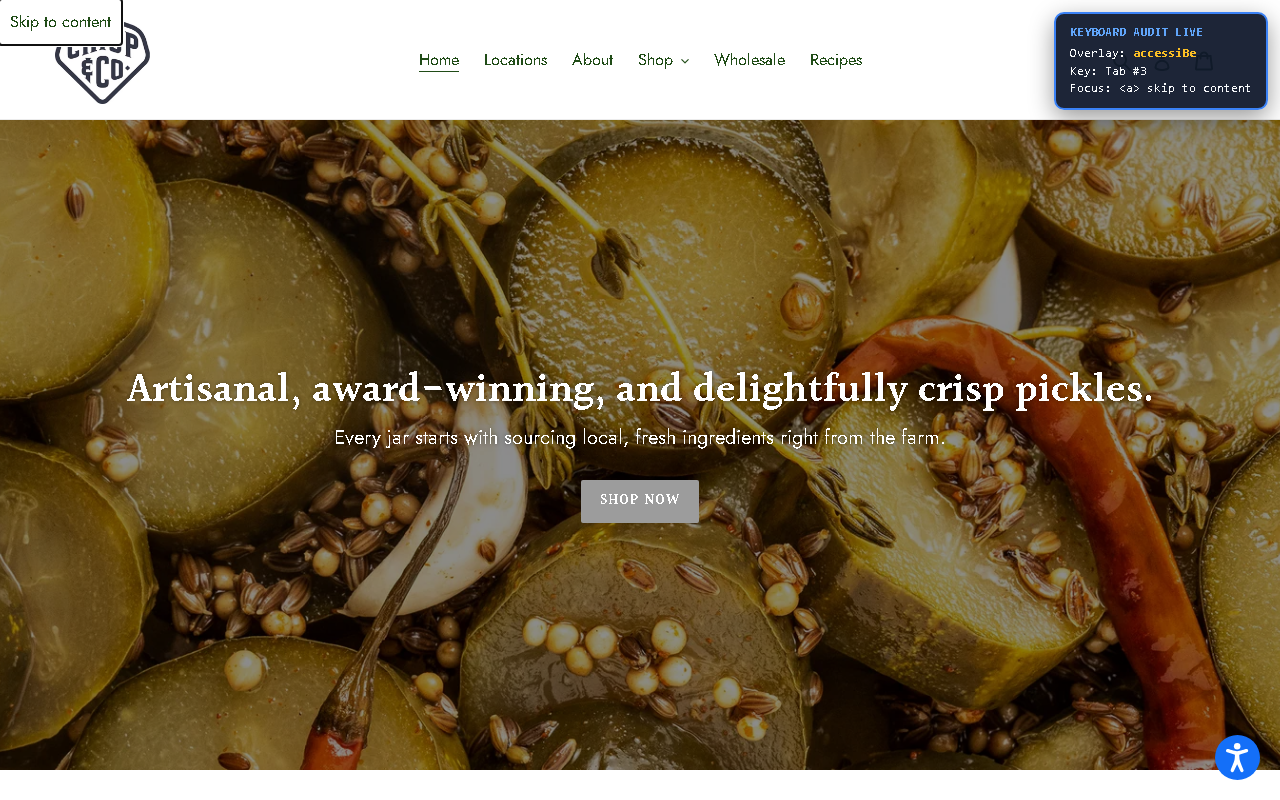 Skip to content
& CO.
Home Locations About Shop Wholesale Recipes
KEYBOARD AUDIT LIVE
Overlay: accessiBe
Key: Tab #3
Focus: <a> skip to content
Artisanal, award-winning, and delightfully crisp pickles.
Every jar starts with sourcing local, fresh ingredients right from the farm.
SHOP NOW